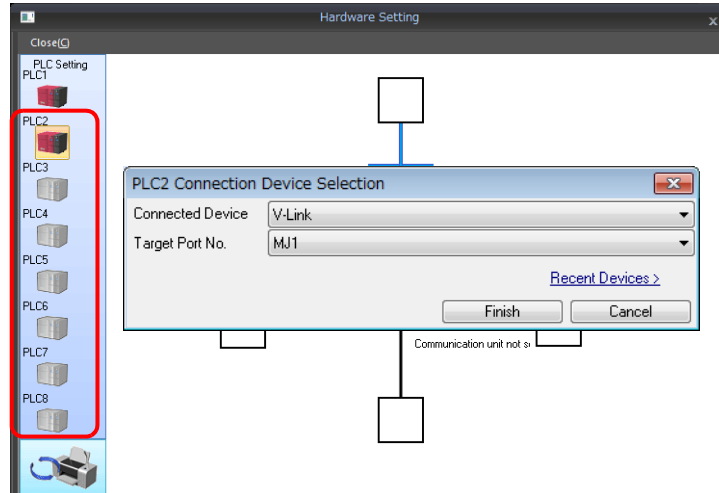 Hardware Setting
x
Close(C)
PLC Setting
PLC1
PLC2
PLC3
PLC4
PLC5
PLC6
PLC7
PLC8
PLC2 Connection Device Selection
Connected Device V-Link
Target Port No. MJ1
Recent Devices >
Finish Cancel
Communication unit not s